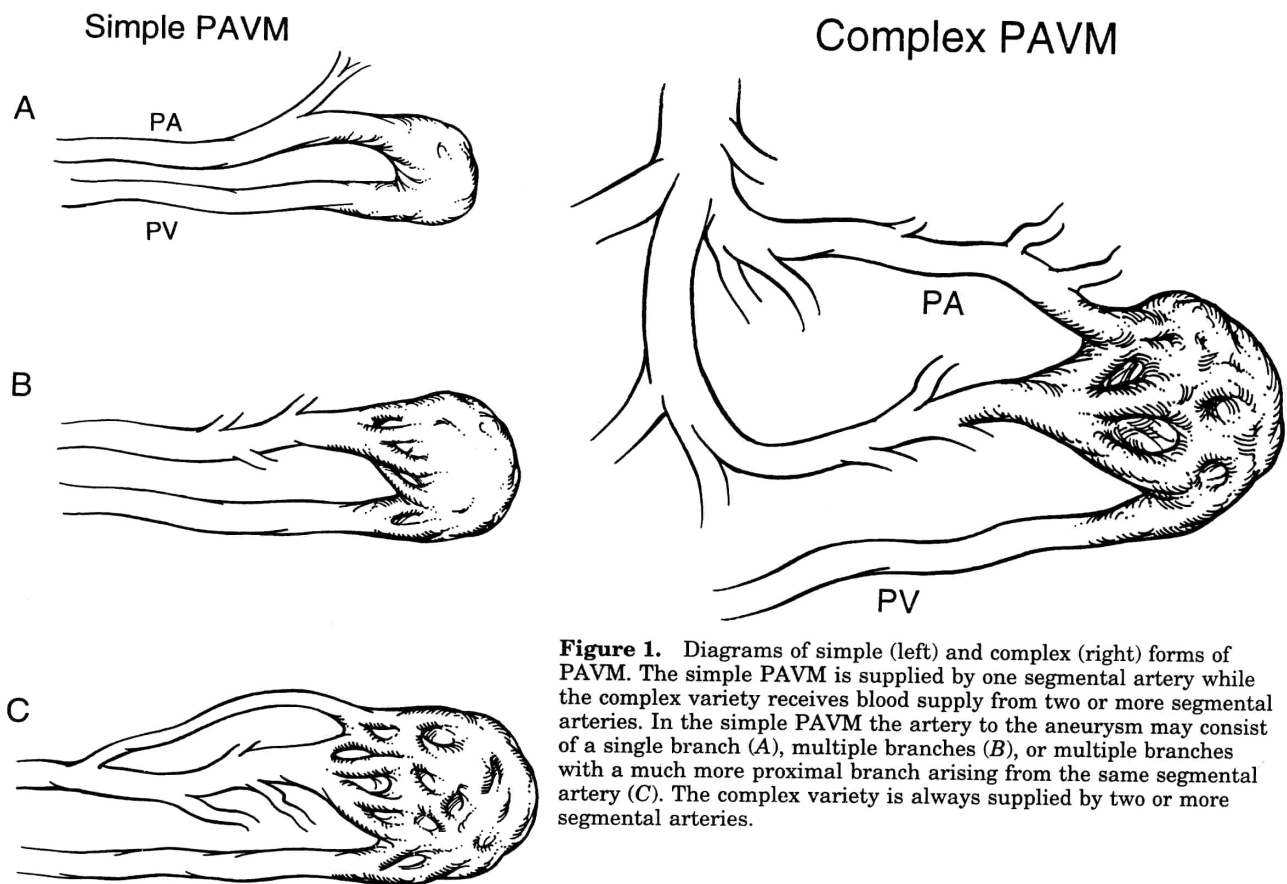 Simple PAVM
Complex PAVM
A
PA
PV
B
C
PA
PV
Figure 1. Diagrams of simple (left) and complex (right) forms of
PAVM. The simple PAVM is supplied by one segmental artery while
the complex variety receives blood supply from two or more segmental
arteries. In the simple PAVM the artery to the aneurysm may consist
of a single branch (A), multiple branches (B), or multiple branches
with a much more proximal branch arising from the same segmental
artery (C). The complex variety is always supplied by two or more
segmental arteries.